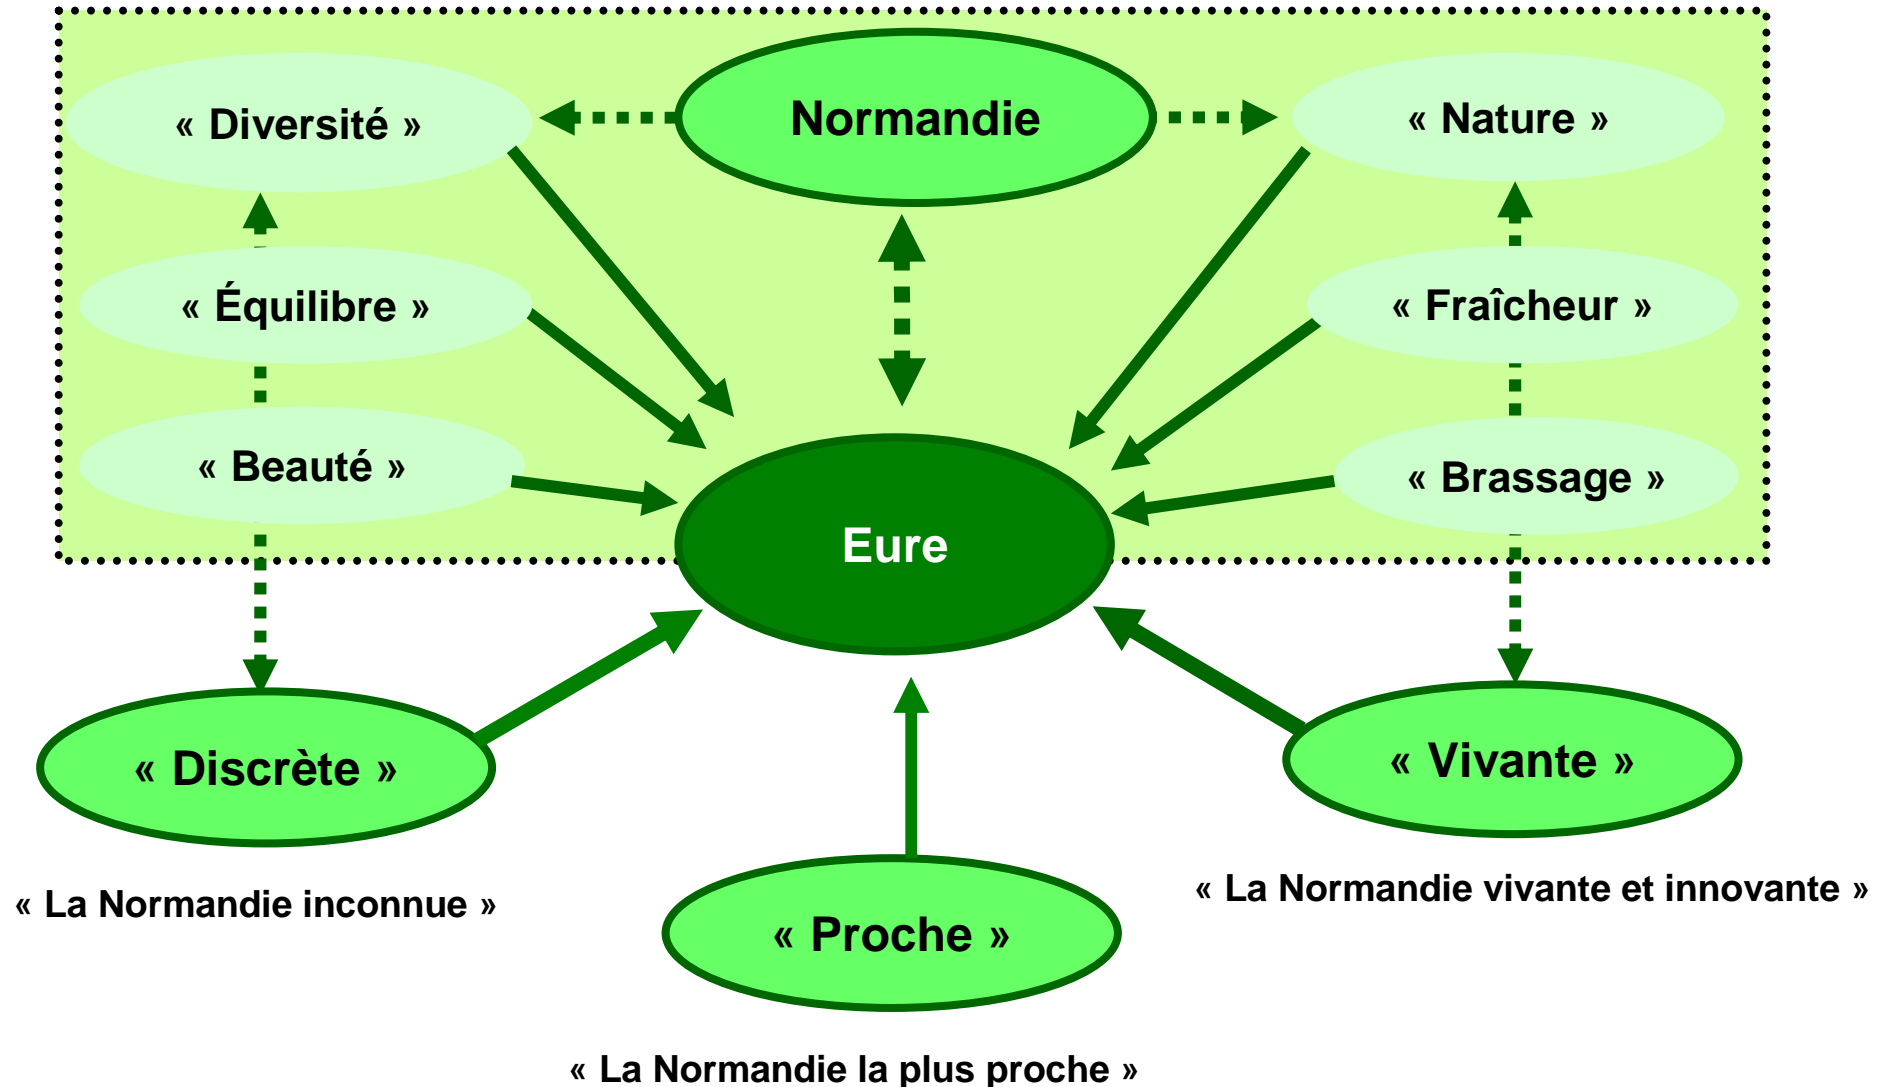 « Diversité »
Normandie
« Nature »
« Équilibre »
« Fraîcheur »
« Beauté »
« Brassage »
Eure
« Discrète »
« Vivante »
« La Normandie inconnue »
« La Normandie vivante et innovante »
« Proche »
« La Normandie la plus proche »